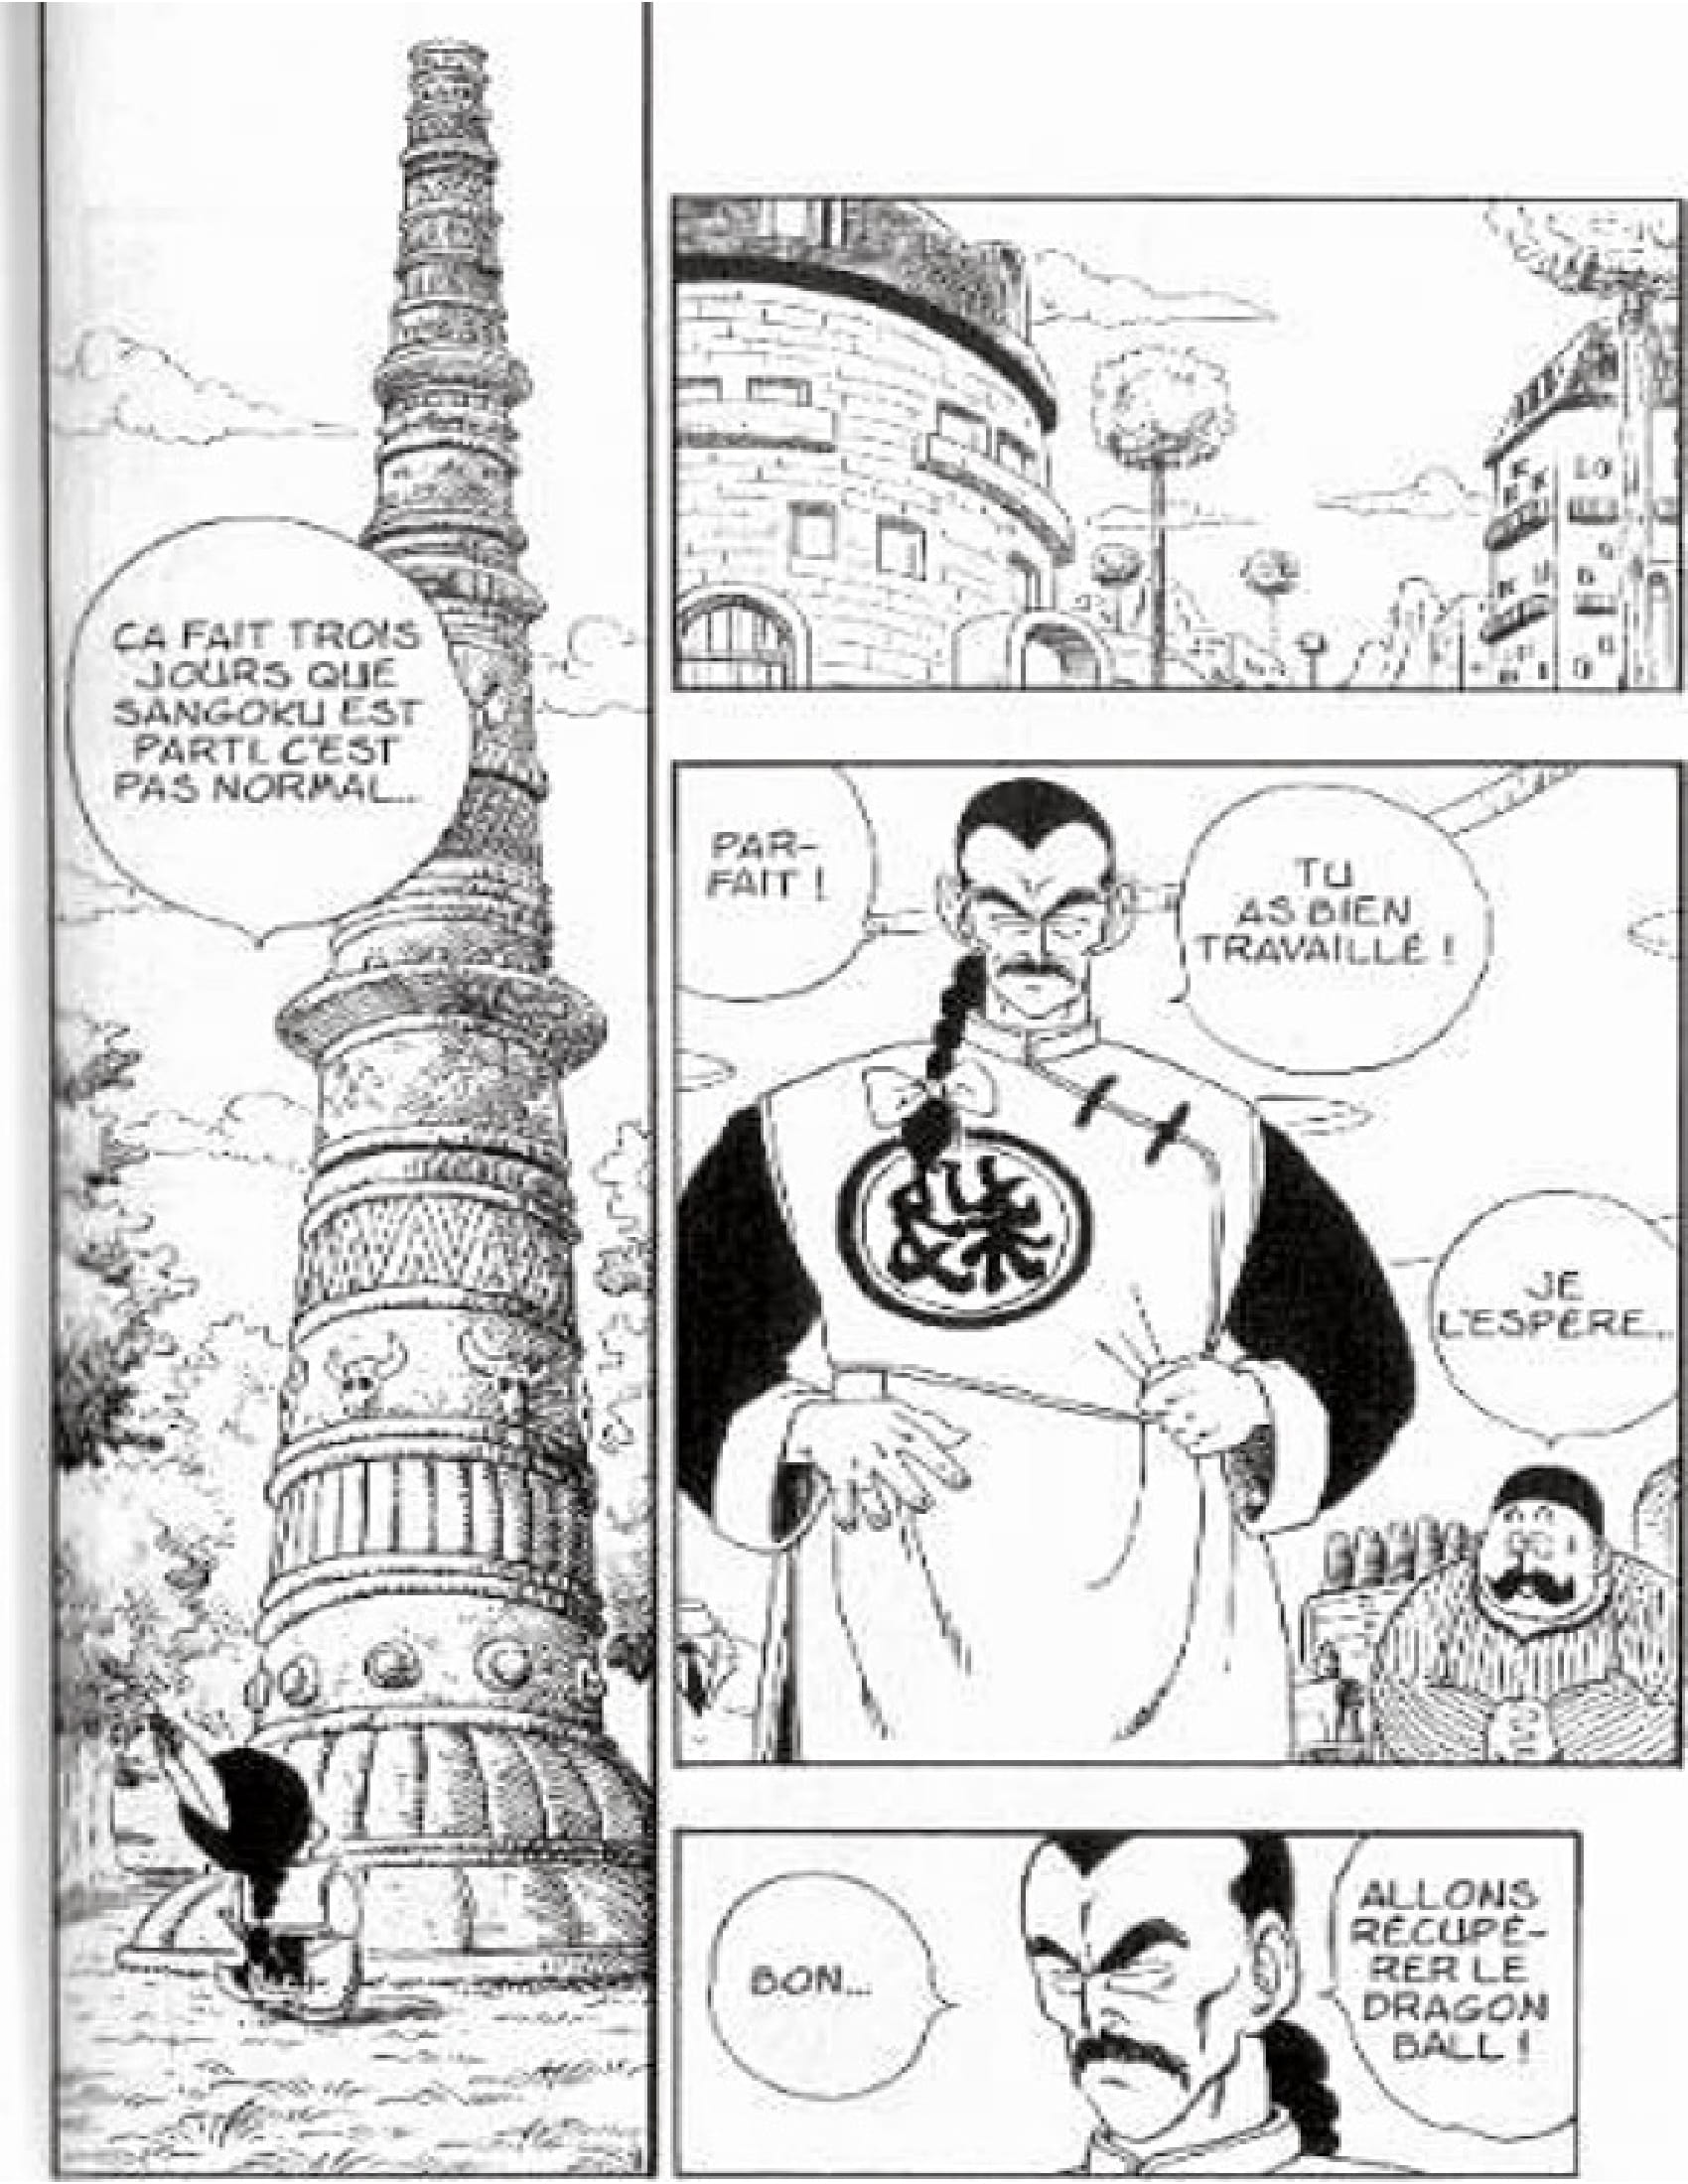 ÇA FAIT TROIS
JOURS QUE
SANGOKU EST
PARTI. C'EST
PAS NORMAL...
PAR-
FAIT !
TU
AS BIEN
TRAVAILLÉ !
JE
L'ESPÈRE...
BON...
ALLONS
RÉCUPÉ-
RER LE
DRAGON
BALL !